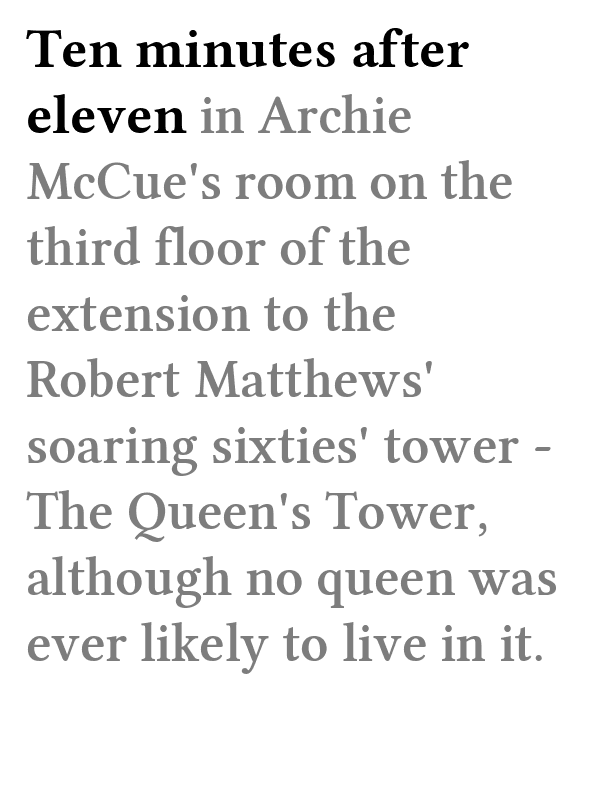 Ten minutes after
eleven in Archie
McCue's room on the
third floor of the
extension to the
Robert Matthews'
soaring sixties' tower -
The Queen's Tower,
although no queen was
ever likely to live in it.